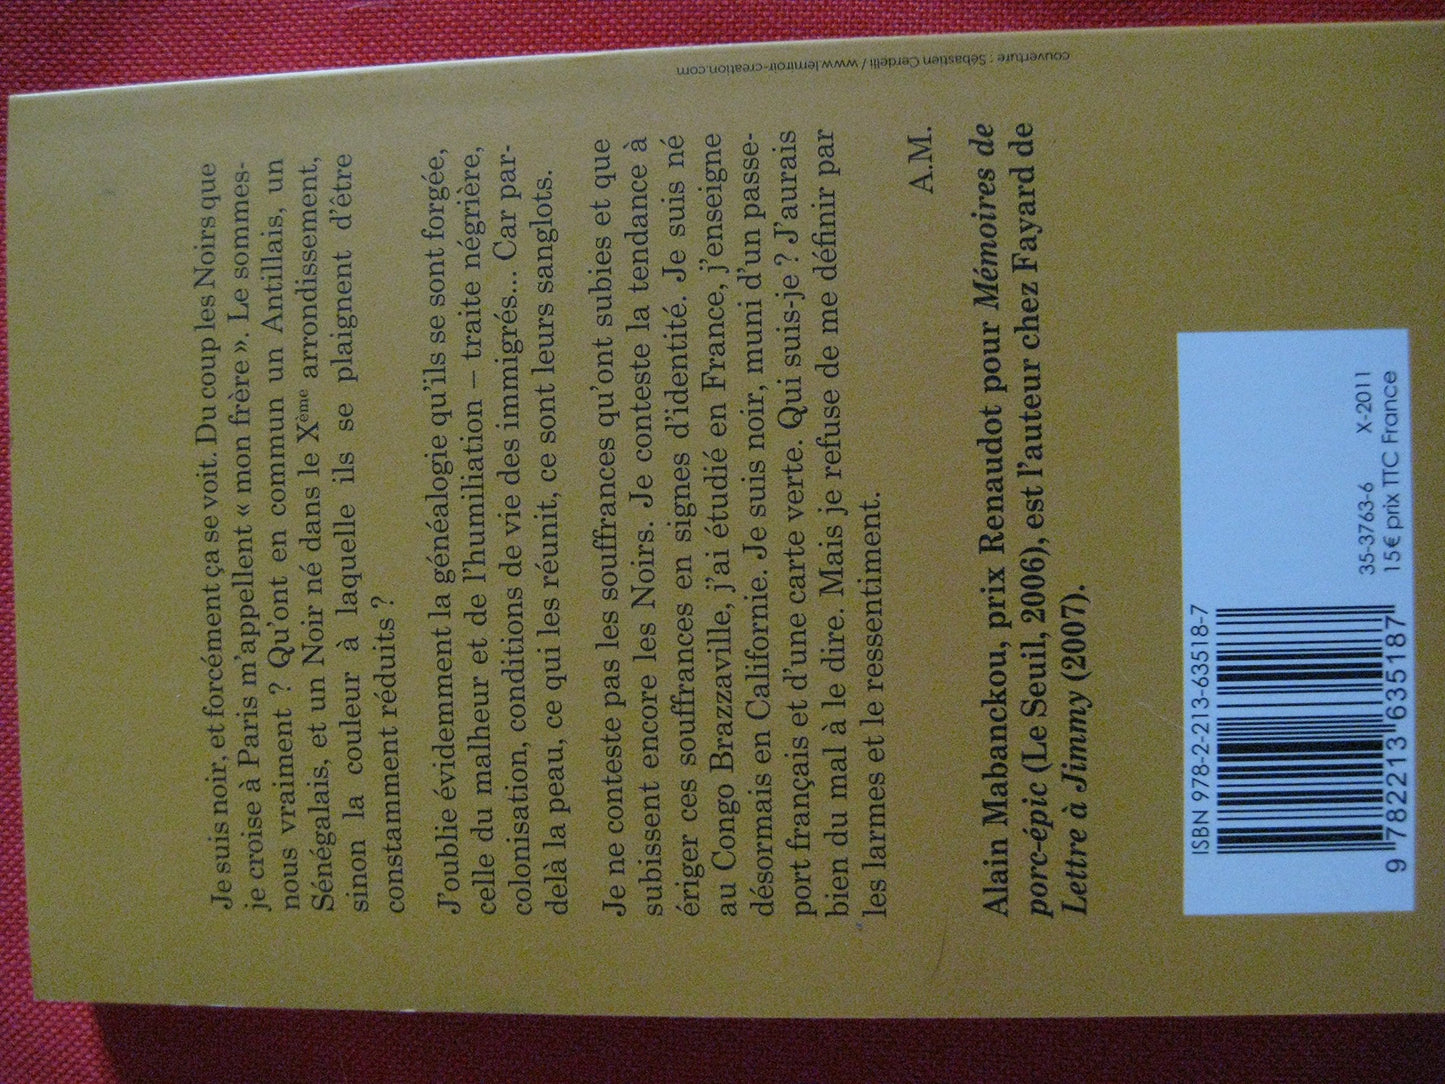 Je suis noir, et forcément ça se voit. Du coup les Noirs que
je croise à Paris m'appellent « mon frère ». Le sommes-
nous vraiment ? Qu'ont en commun un Antillais, un
Sénégalais, et un Noir né dans le Xème arrondissement,
sinon la couleur à laquelle ils se plaignent d'être
constamment réduits ?
J'oublie évidemment la généalogie qu'ils se sont forgée,
celle du malheur et de l'humiliation – traite négrière,
colonisation, conditions de vie des immigrés... Car par-
delà la peau, ce qui les réunit, ce sont leurs sanglots.
Je ne conteste pas les souffrances qu'ont subies et que
subissent encore les Noirs. Je conteste la tendance à
ériger ces souffrances en signes d'identité. Je suis né
au Congo Brazzaville, j'ai étudié en France, j'enseigne
désormais en Californie. Je suis noir, muni d'un passe-
port français et d'une carte verte. Qui suis-je ? J'aurais
bien du mal à le dire. Mais je refuse de me définir par
les larmes et le ressentiment.
A.M.
Alain Mabanckou, prix Renaudot pour Mémoires de
porc-épic (Le Seuil, 2006), est l'auteur chez Fayard de
Lettre à Jimmy (2007).
couverture : Sébastien Cerdelli / www.lemiroir-creation.com
ISBN 978-2-213-63518-7
35-3763-6 X-2011
15€ prix TTC France
9 782213 635187